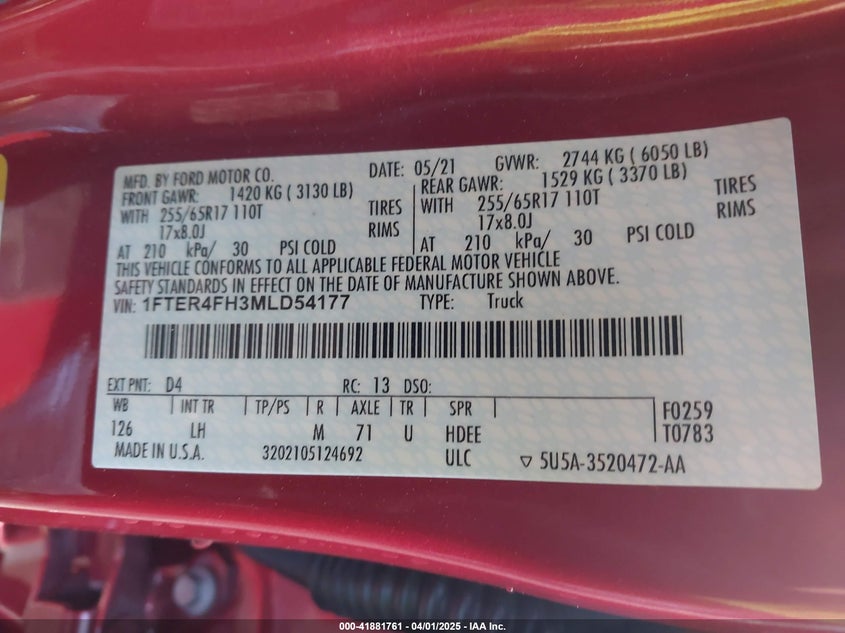 MFD. BY FORD MOTOR CO. DATE: 05/21 GVWR: 2744 KG ( 6050 LB)
FRONT GAWR: 1420 KG ( 3130 LB) REAR GAWR: 1529 KG ( 3370 LB)
WITH 255/65R17 110T TIRES WITH 255/65R17 110T TIRES
17x8.0J RIMS 17x8.0J RIMS
AT 210 kPa/ 30 PSI COLD AT 210 kPa/ 30 PSI COLD
THIS VEHICLE CONFORMS TO ALL APPLICABLE FEDERAL MOTOR VEHICLE
SAFETY STANDARDS IN EFFECT ON THE DATE OF MANUFACTURE SHOWN ABOVE.
VIN: 1FTER4FH3MLD54177 TYPE: Truck
EXT PNT: D4 RC: 13 DSO:
WB INT TR TP/PS R AXLE TR SPR F0259
126 LH M 71 U HDEE T0783
MADE IN U.S.A. 3202105124692 ULC ▽ 5U5A-3520472-AA
000-41881761 | 04/01/2025 - IAA Inc.